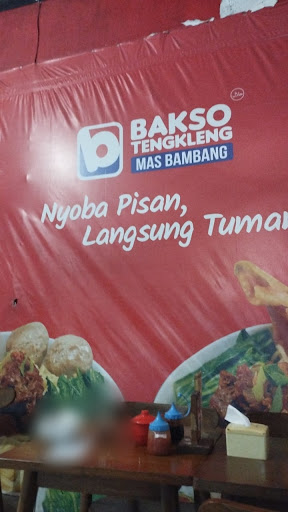 b
BAKSO
TENGKLENG
MAS BAMBANG
Nyoba Pisan,
Langsung Tuman